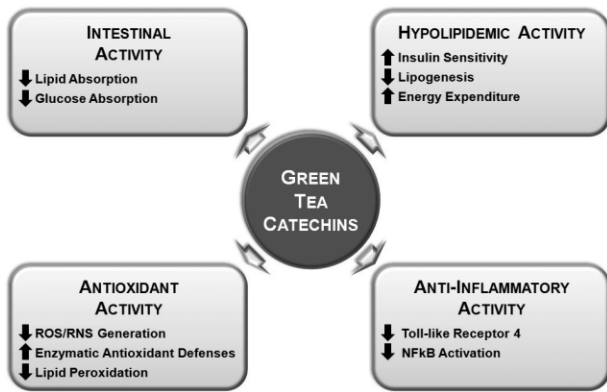 INTESTINAL
ACTIVITY
Lipid Absorption
Glucose Absorption
HYPOLIPIDEMIC ACTIVITY
Insulin Sensitivity
Lipogenesis
Energy Expenditure
GREEN
TEA
CATECHINS
ANTIOXIDANT
ACTIVITY
ROS/RNS Generation
Enzymatic Antioxidant Defenses
Lipid Peroxidation
ANTI-INFLAMMATORY
ACTIVITY
Toll-like Receptor 4
NFkB Activation